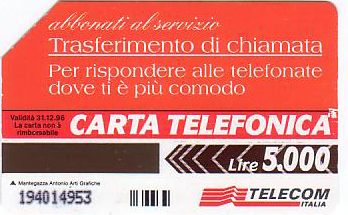 abbonati al servizio
Trasferimento di chiamata
Per rispondere alle telefonate
dove ti è più comodo
Validità 31.12.96
La carta non è
rimborsabile
CARTA TELEFONICA
Lire 5.000
Mantegazza Antonio Arti Grafiche
194014953
TELECOM
ITALIA